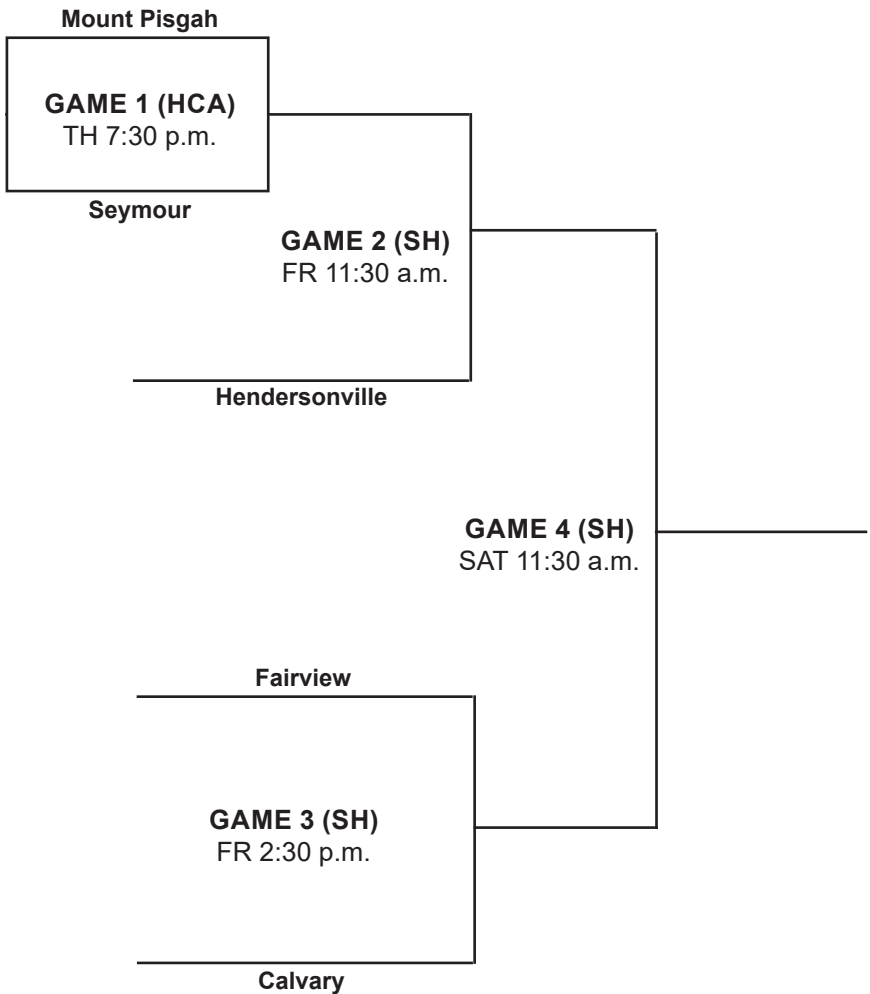 Mount Pisgah
GAME 1 (HCA)
TH 7:30 p.m.
Seymour
GAME 2 (SH)
FR 11:30 a.m.
Hendersonville
GAME 4 (SH)
SAT 11:30 a.m.
Fairview
GAME 3 (SH)
FR 2:30 p.m.
Calvary